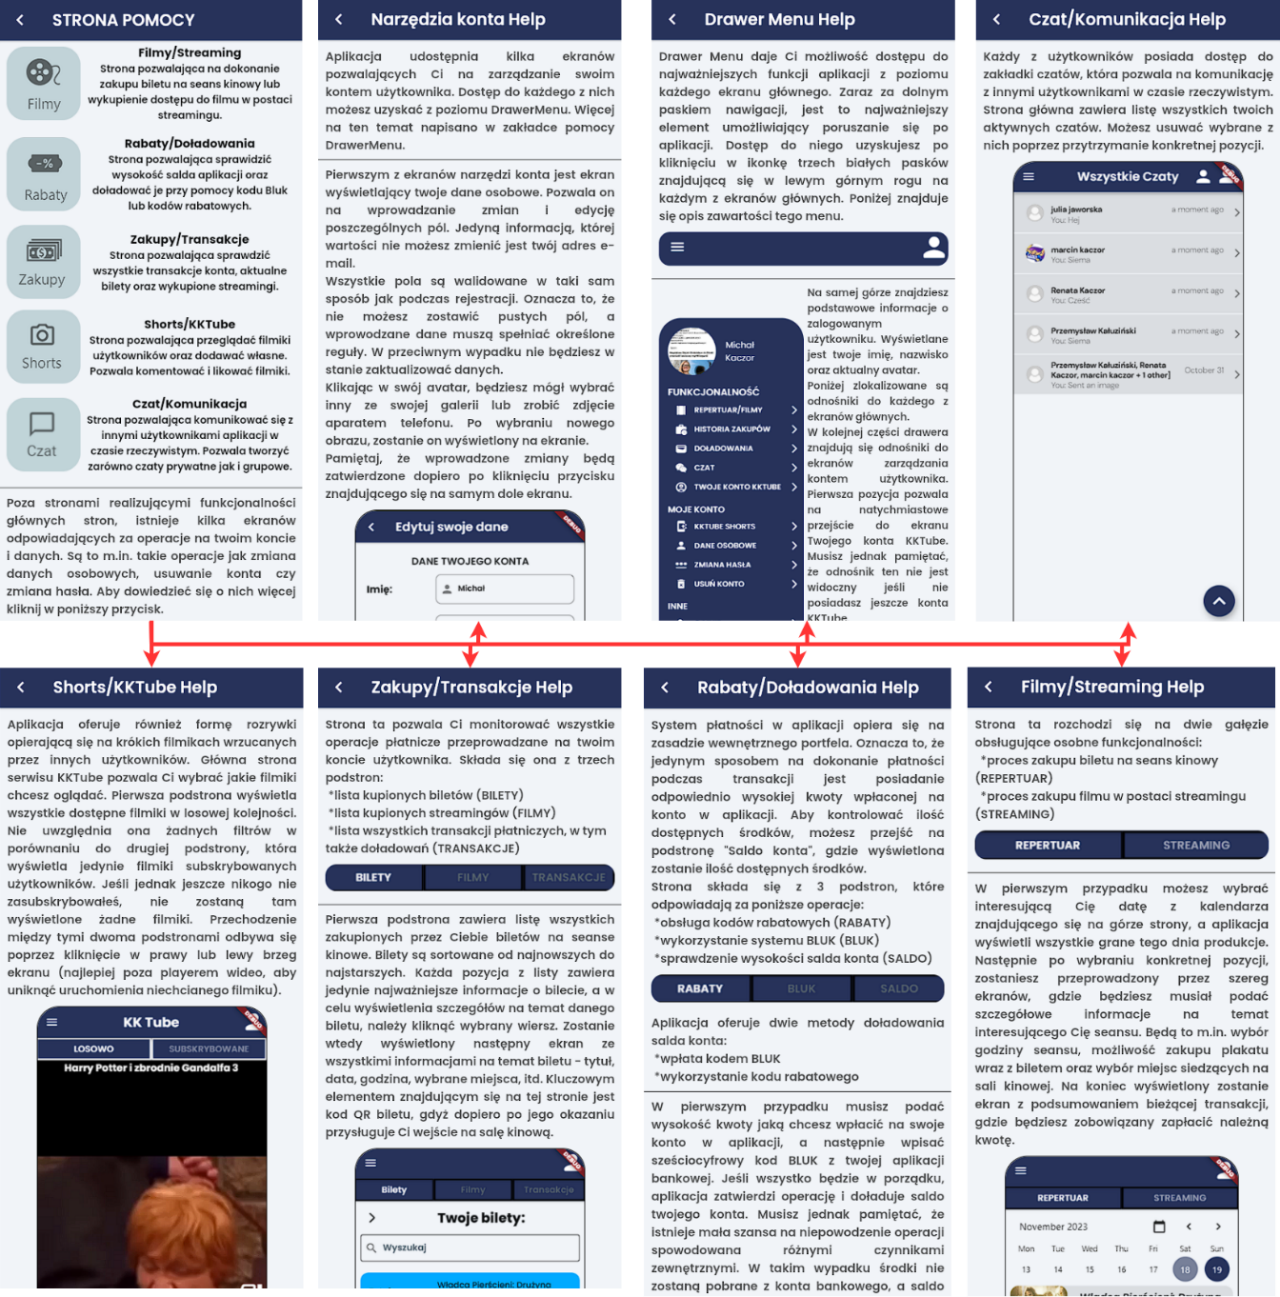 STRONA POMOCY
Filmy
Filmy/Streaming
Strona pozwalająca na dokonanie
zakupu biletu na seans kinowy lub
wykupienie dostępu do filmu w postaci
streamingu.
Rabaty
Rabaty/Doładowania
Strona pozwalająca sprawidzić
wysokość salda aplikacji oraz
doładować je przy pomocy kodu Bluk
lub kodów rabatowych.
Zakupy
Zakupy/Transakcje
Strona pozwalająca sprawdzić
wszystkie transakcje konta, aktualne
bilety oraz wykupione streamingi.
Shorts
Shorts/KKTube
Strona pozwalająca przeglądać filmiki
użytkowników oraz dodawać własne.
Pozwala komentować i likować filmiki.
Czat
Czat/Komunikacja
Strona pozwalająca komunikować się z
innymi użytkownikami aplikacji w
czasie rzeczywistym. Pozwala tworzyć
zarówno czaty prywatne jak i grupowe.
Poza stronami realizującymi funkcjonalności
głównych stron, istnieje kilka ekranów
odpowiadających za operacje na twoim koncie
i danych. Są to m.in. takie operacje jak zmiana
danych osobowych, usuwanie konta czy
zmiana hasła. Aby dowiedzieć się o nich więcej
kliknij w poniższy przycisk.
Narzędzia konta Help
Aplikacja udostępnia kilka ekranów
pozwalających Ci na zarządzanie swoim
kontem użytkownika. Dostęp do każdego z nich
możesz uzyskać z poziomu DrawerMenu. Więcej
na ten temat napisano w zakładce pomocy
DrawerMenu.
Pierwszym z ekranów narzędzi konta jest ekran
wyświetlający twoje dane osobowe. Pozwala on
na wprowadzanie zmian i edycję
poszczególnych pól. Jedyną informacją, której
wartości nie możesz zmienić jest twój adres e-
mail.
Wszystkie pola są walidowane w taki sam
sposób jak podczas rejestracji. Oznacza to, że
nie możesz zostawić pustych pól, a
wprowadzane dane muszą spełniać określone
reguły. W przeciwnym wypadku nie będziesz w
stanie zaktualizować danych.
Klikając w swój avatar, będziesz mógł wybrać
inny ze swojej galerii lub zrobić zdjęcie
aparatem telefonu. Po wybraniu nowego
obrazu, zostanie on wyświetlony na ekranie.
Pamiętaj, że wprowadzone zmiany będą
zatwierdzone dopiero po kliknięciu przycisku
znajdującego się na samym dole ekranu.
Edytuj swoje dane
DEBUG
DANE TWOJEGO KONTA
Imię:
Michał
Drawer Menu Help
Drawer Menu daje Ci możliwość dostępu do
najważniejszych funkcji aplikacji z poziomu
każdego ekranu głównego. Zaraz za dolnym
paskiem nawigacji, jest to najważniejszy
element umożliwiający poruszanie się po
aplikacji. Dostęp do niego uzyskujesz po
kliknięciu w ikonkę trzech białych pasków
znajdującą się w lewym górnym rogu na
każdym z ekranów głównych. Poniżej znajduje
się opis zawartości tego menu.
Michał
Kaczor
FUNKCJONALNOŚĆ
REPERTUAR/FILMY
HISTORIA ZAKUPÓW
DOŁADOWANIA
CZAT
TWOJE KONTO KKTUBE
MOJE KONTO
KKTUBE SHORTS
DANE OSOBOWE
ZMIANA HASŁA
USUŃ KONTO
INNE
Na samej górze znajdziesz
podstawowe informacje o
zalogowanym
użytkowniku. Wyświetlane
jest twoje imię, nazwisko
oraz aktualny avatar.
Poniżej zlokalizowane są
odnośniki do każdego z
ekranów głównych.
W kolejnej części drawera
znajdują się odnośniki do
ekranów zarządzania
kontem użytkownika.
Pierwsza pozycja pozwala
na natychmiastowe
przejście do ekranu
Twojego konta KKTube.
Musisz jednak pamiętać,
że odnośnik ten nie jest
widoczny jeśli nie
posiadasz jeszcze konta
KKTube.
Czat/Komunikacja Help
Każdy z użytkowników posiada dostęp do
zakładki czatów, która pozwala na komunikację
z innymi użytkownikami w czasie rzeczywistym.
Strona główna zawiera listę wszystkich twoich
aktywnych czatów. Możesz usuwać wybrane z
nich poprzez przytrzymanie konkretnej pozycji.
Wszystkie Czaty
julia jaworska
a moment ago
You: Hej
marcin kaczor
a moment ago
You: Siema
Renata Kaczor
a moment ago
You: Cześć
Przemysław Kałuziński
a moment ago
You: Siema
Przemysław Kałuziński, Renata
Kaczor, marcin kaczor + 1 other]
October 31
You: Sent an image
Shorts/KKTube Help
Aplikacja oferuje również formę rozrywki
opierającą się na krókich filmikach wrzucanych
przez innych użytkowników. Główna strona
serwisu KKTube pozwala Ci wybrać jakie filmiki
chcesz oglądać. Pierwsza podstrona wyświetla
wszystkie dostępne filmiki w losowej kolejności.
Nie uwzględnia ona żadnych filtrów w
porównaniu do drugiej podstrony, która
wyświetla jedynie filmiki subskrybowanych
użytkowników. Jeśli jednak jeszcze nikogo nie
zasubskrybowałeś, nie zostaną tam
wyświetlone żadne filmiki. Przechodzenie
między tymi dwoma podstronami odbywa się
poprzez kliknięcie w prawy lub lewy brzeg
ekranu (najlepiej poza playerem wideo, aby
uniknąć uruchomienia niechcianego filmiku).
KK Tube
LOSOWO
SUBSKRYBOWANE
Harry Potter i zbrodnie Gandalfa 3
Zakupy/Transakcje Help
Strona ta pozwala Ci monitorować wszystkie
operacje płatnicze przeprowadzane na twoim
koncie użytkownika. Składa się ona z trzech
podstron:
*lista kupionych biletów (BILETY)
*lista kupionych streamingów (FILMY)
*lista wszystkich transakcji płatniczych, w tym
także doładowań (TRANSAKCJE)
BILETY
FILMY
TRANSAKCJE
Pierwsza podstrona zawiera listę wszystkich
zakupionych przez Ciebie biletów na seanse
kinowe. Bilety są sortowane od najnowszych do
najstarszych. Każda pozycja z listy zawiera
jedynie najważniejsze informacje o bilecie, a w
celu wyświetlenia szczegółów na temat danego
biletu, należy kliknąć wybrany wiersz. Zostanie
wtedy wyświetlony następny ekran ze
wszystkimi informacjami na temat biletu - tytuł,
data, godzina, wybrane miejsca, itd. Kluczowym
elementem znajdującym się na tej stronie jest
kod QR biletu, gdyż dopiero po jego okazaniu
przysługuje Ci wejście na salę kinową.
Bilety
Filmy
Transakcje
Twoje bilety:
Wyszukaj
Władca Pierścieni: Drużyna
Rabaty/Doładowania Help
System płatności w aplikacji opiera się na
zasadzie wewnętrznego portfela. Oznacza to, że
jedynym sposobem na dokonanie płatności
podczas transakcji jest posiadanie
odpowiednio wysokiej kwoty wpłaconej na
konto w aplikacji. Aby kontrolować ilość
dostępnych środków, możesz przejść na
podstronę "Saldo konta", gdzie wyświetlona
zostanie ilość dostępnych środków.
Strona składa się z 3 podstron, które
odpowiadają za poniższe operacje:
*obsługa kodów rabatowych (RABATY)
*wykorzystanie systemu BLUK (BLUK)
*sprawdzenie wysokości salda konta (SALDO)
RABATY
BLUK
SALDO
Aplikacja oferuje dwie metody doładowania
salda konta:
*wpłata kodem BLUK
*wykorzystanie kodu rabatowego
W pierwszym przypadku musisz podać
wysokość kwoty jaką chcesz wpłacić na swoje
konto w aplikacji, a następnie wpisać
sześciocyfrowy kod BLUK z twojej aplikacji
bankowej. Jeśli wszystko będzie w porządku,
aplikacja zatwierdzi operację i doładuje saldo
twojego konta. Musisz jednak pamiętać, że
istnieje mała szansa na niepowodzenie operacji
spowodowana różnymi czynnikami
zewnętrznymi. W takim wypadku środki nie
zostaną pobrane z konta bankowego, a saldo
Filmy/Streaming Help
Strona ta rozchodzi się na dwie gałęzie
obsługujące osobne funkcjonalności:
*proces zakupu biletu na seans kinowy
(REPERTUAR)
*proces zakupu filmu w postaci streamingu
(STREAMING)
REPERTUAR
STREAMING
W pierwszym przypadku możesz wybrać
interesującą Cię datę z kalendarza
znajdującego się na górze strony, a aplikacja
wyświetli wszystkie grane tego dnia produkcje.
Następnie po wybraniu konkretnej pozycji,
zostaniesz przeprowadzony przez szereg
ekranów, gdzie będziesz musiał podać
szczegółowe informacje na temat
interesującego Cię seansu. Będą to m.in. wybór
godziny seansu, możliwość zakupu plakatu
wraz z biletem oraz wybór miejsc siedzących na
sali kinowej. Na koniec wyświetlony zostanie
ekran z podsumowaniem bieżącej transakcji,
gdzie będziesz zobowiązany zapłacić należną
kwotę.
REPERTUAR
STREAMING
November 2023
Mon Tue Wed Thu Fri Sat Sun
13 14 15 16 17 18 19
Władca Pierścieni: Drużyna